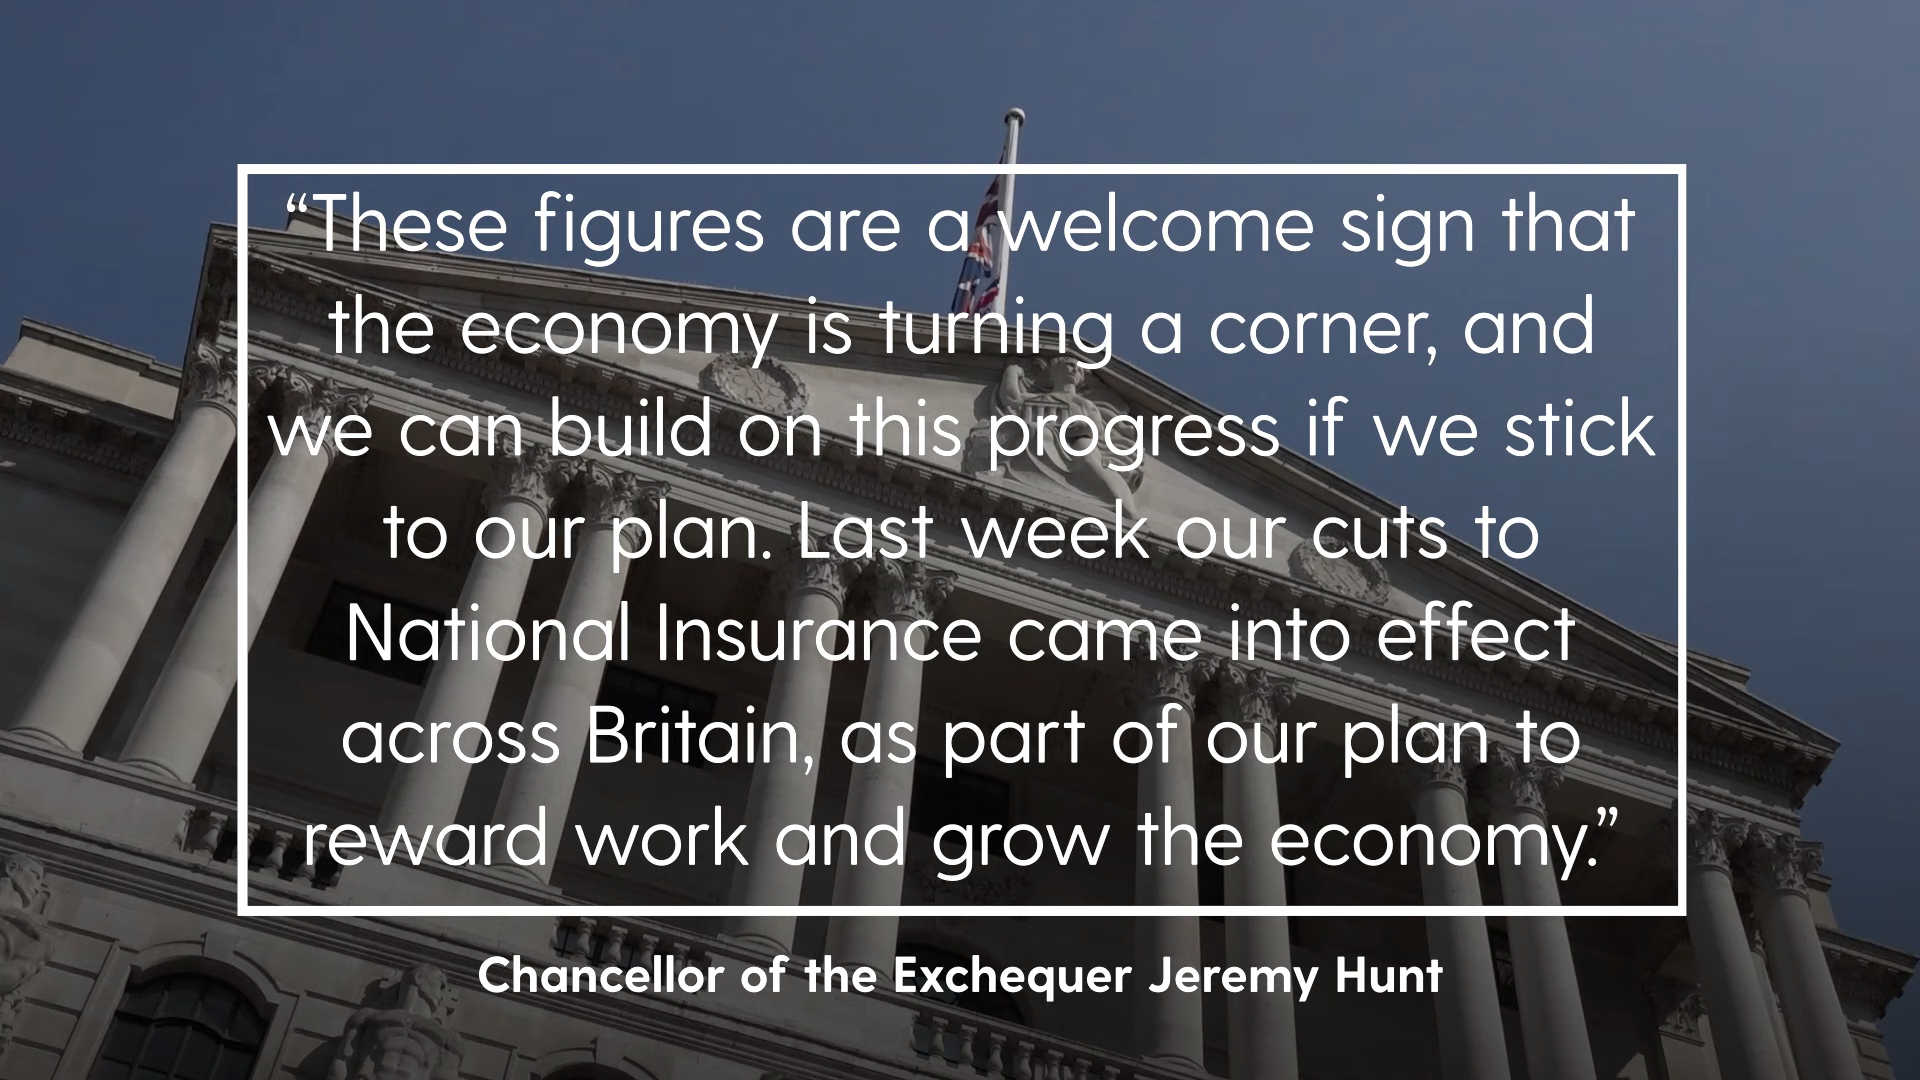 “These figures are a welcome sign that
the economy is turning a corner, and
we can build on this progress if we stick
to our plan. Last week our cuts to
National Insurance came into effect
across Britain, as part of our plan to
reward work and grow the economy.”
Chancellor of the Exchequer Jeremy Hunt